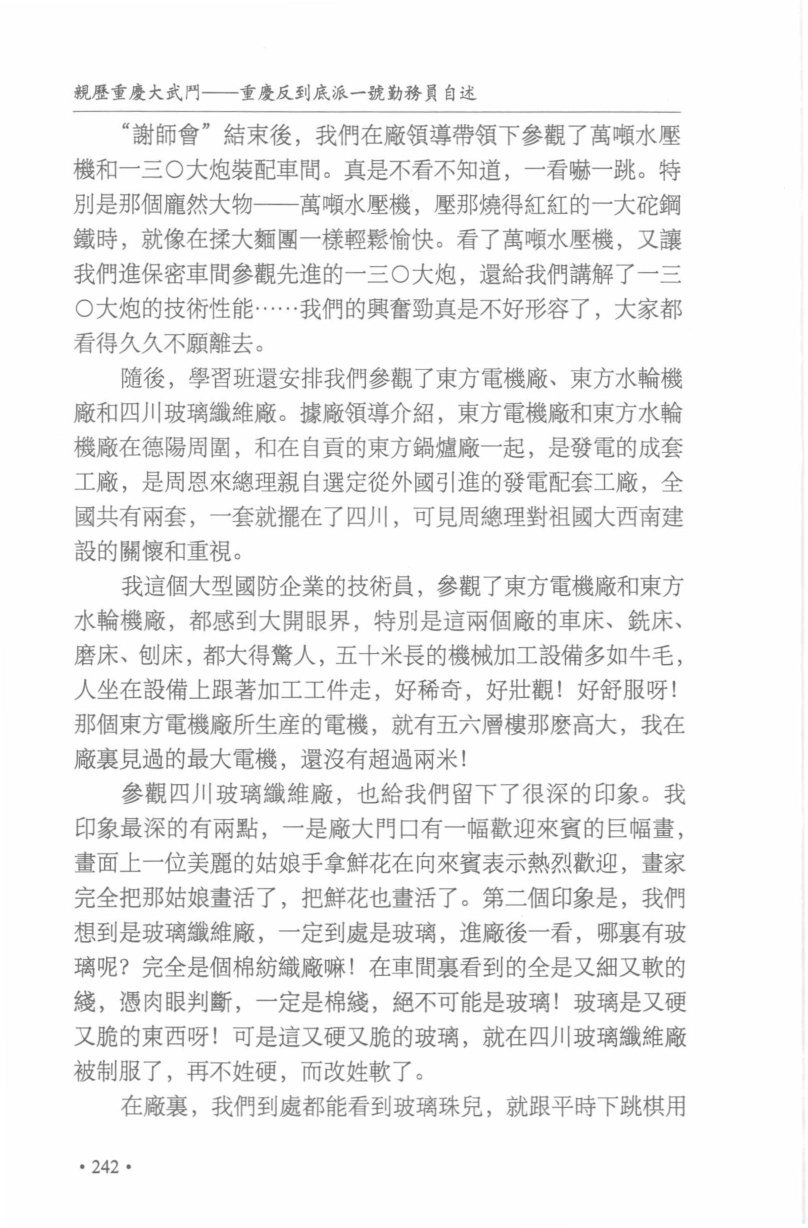 親歷重慶大武鬥——重慶反到底派一號勤務員自述
“謝師會”結束後，我們在廠領導帶領下參觀了萬噸水壓
機和一三〇大炮裝配車間。真是不看不知道，一看嚇一跳。特
別是那個龐然大物——萬噸水壓機，壓那燒得紅紅的一大砣鋼
鐵時，就像在揉大麵團一樣輕鬆愉快。看了萬噸水壓機，又讓
我們進保密車間參觀先進的一三〇大炮，還給我們講解了一三
〇大炮的技術性能……我們的興奮勁真是不好形容了，大家都
看得久久不願離去。
隨後，學習班還安排我們參觀了東方電機廠、東方水輪機
廠和四川玻璃纖維廠。據廠領導介紹，東方電機廠和東方水輪
機廠在德陽周圍，和在自貢的東方鍋爐廠一起，是發電的成套
工廠，是周恩來總理親自選定從外國引進的發電配套工廠，全
國共有兩套，一套就擺在了四川，可見周總理對祖國大西南建
設的關懷和重視。
我這個大型國防企業的技術員，參觀了東方電機廠和東方
水輪機廠，都感到大開眼界，特別是這兩個廠的車床、銑床、
磨床、刨床，都大得驚人，五十米長的機械加工設備多如牛毛，
人坐在設備上跟著加工工件走，好稀奇，好壯觀！好舒服呀！
那個東方電機廠所生産的電機，就有五六層樓那麽高大，我在
廠裏見過的最大電機，還沒有超過兩米！
參觀四川玻璃纖維廠，也給我們留下了很深的印象。我
印象最深的有兩點，一是廠大門口有一幅歡迎來賓的巨幅畫，
畫面上一位美麗的姑娘手拿鮮花在向來賓表示熱烈歡迎，畫家
完全把那姑娘畫活了，把鮮花也畫活了。第二個印象是，我們
想到是玻璃纖維廠，一定到處是玻璃，進廠後一看，哪裏有玻
璃呢？完全是個棉紡織廠嘛！在車間裏看到的全是又細又軟的
綫，憑肉眼判斷，一定是棉綫，絕不可能是玻璃！玻璃是又硬
又脆的東西呀！可是這又硬又脆的玻璃，就在四川玻璃纖維廠
被制服了，再不姓硬，而改姓軟了。
在廠裏，我們到處都能看到玻璃珠兒，就跟平時下跳棋用
•242•